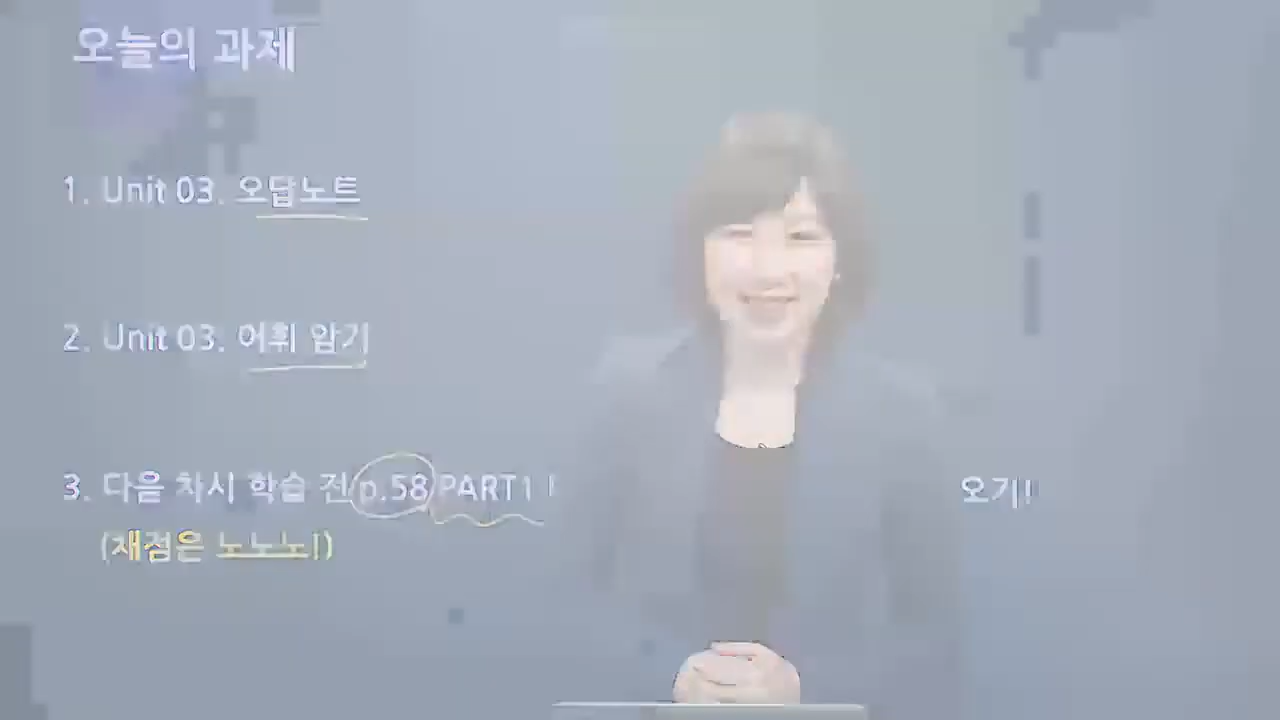 오늘의 과제
1. Unit 03. 오답노트
2. Unit 03. 어휘 암기
3. 다음 차시 학습 전 p.58 PART1 오기!
(채점은 노노노!)